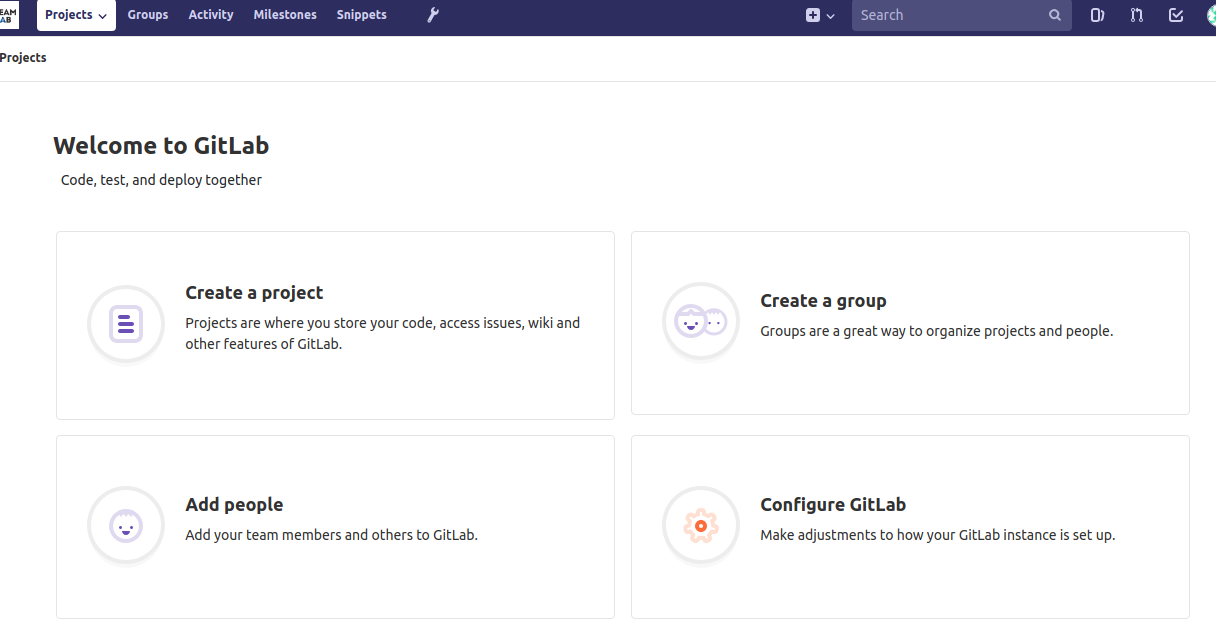 EAM
AB
Projects
Groups
Activity
Milestones
Snippets
Search
Projects
Welcome to GitLab
Code, test, and deploy together
Create a project
Projects are where you store your code, access issues, wiki and
other features of GitLab.
Create a group
Groups are a great way to organize projects and people.
Add people
Add your team members and others to GitLab.
Configure GitLab
Make adjustments to how your GitLab instance is set up.